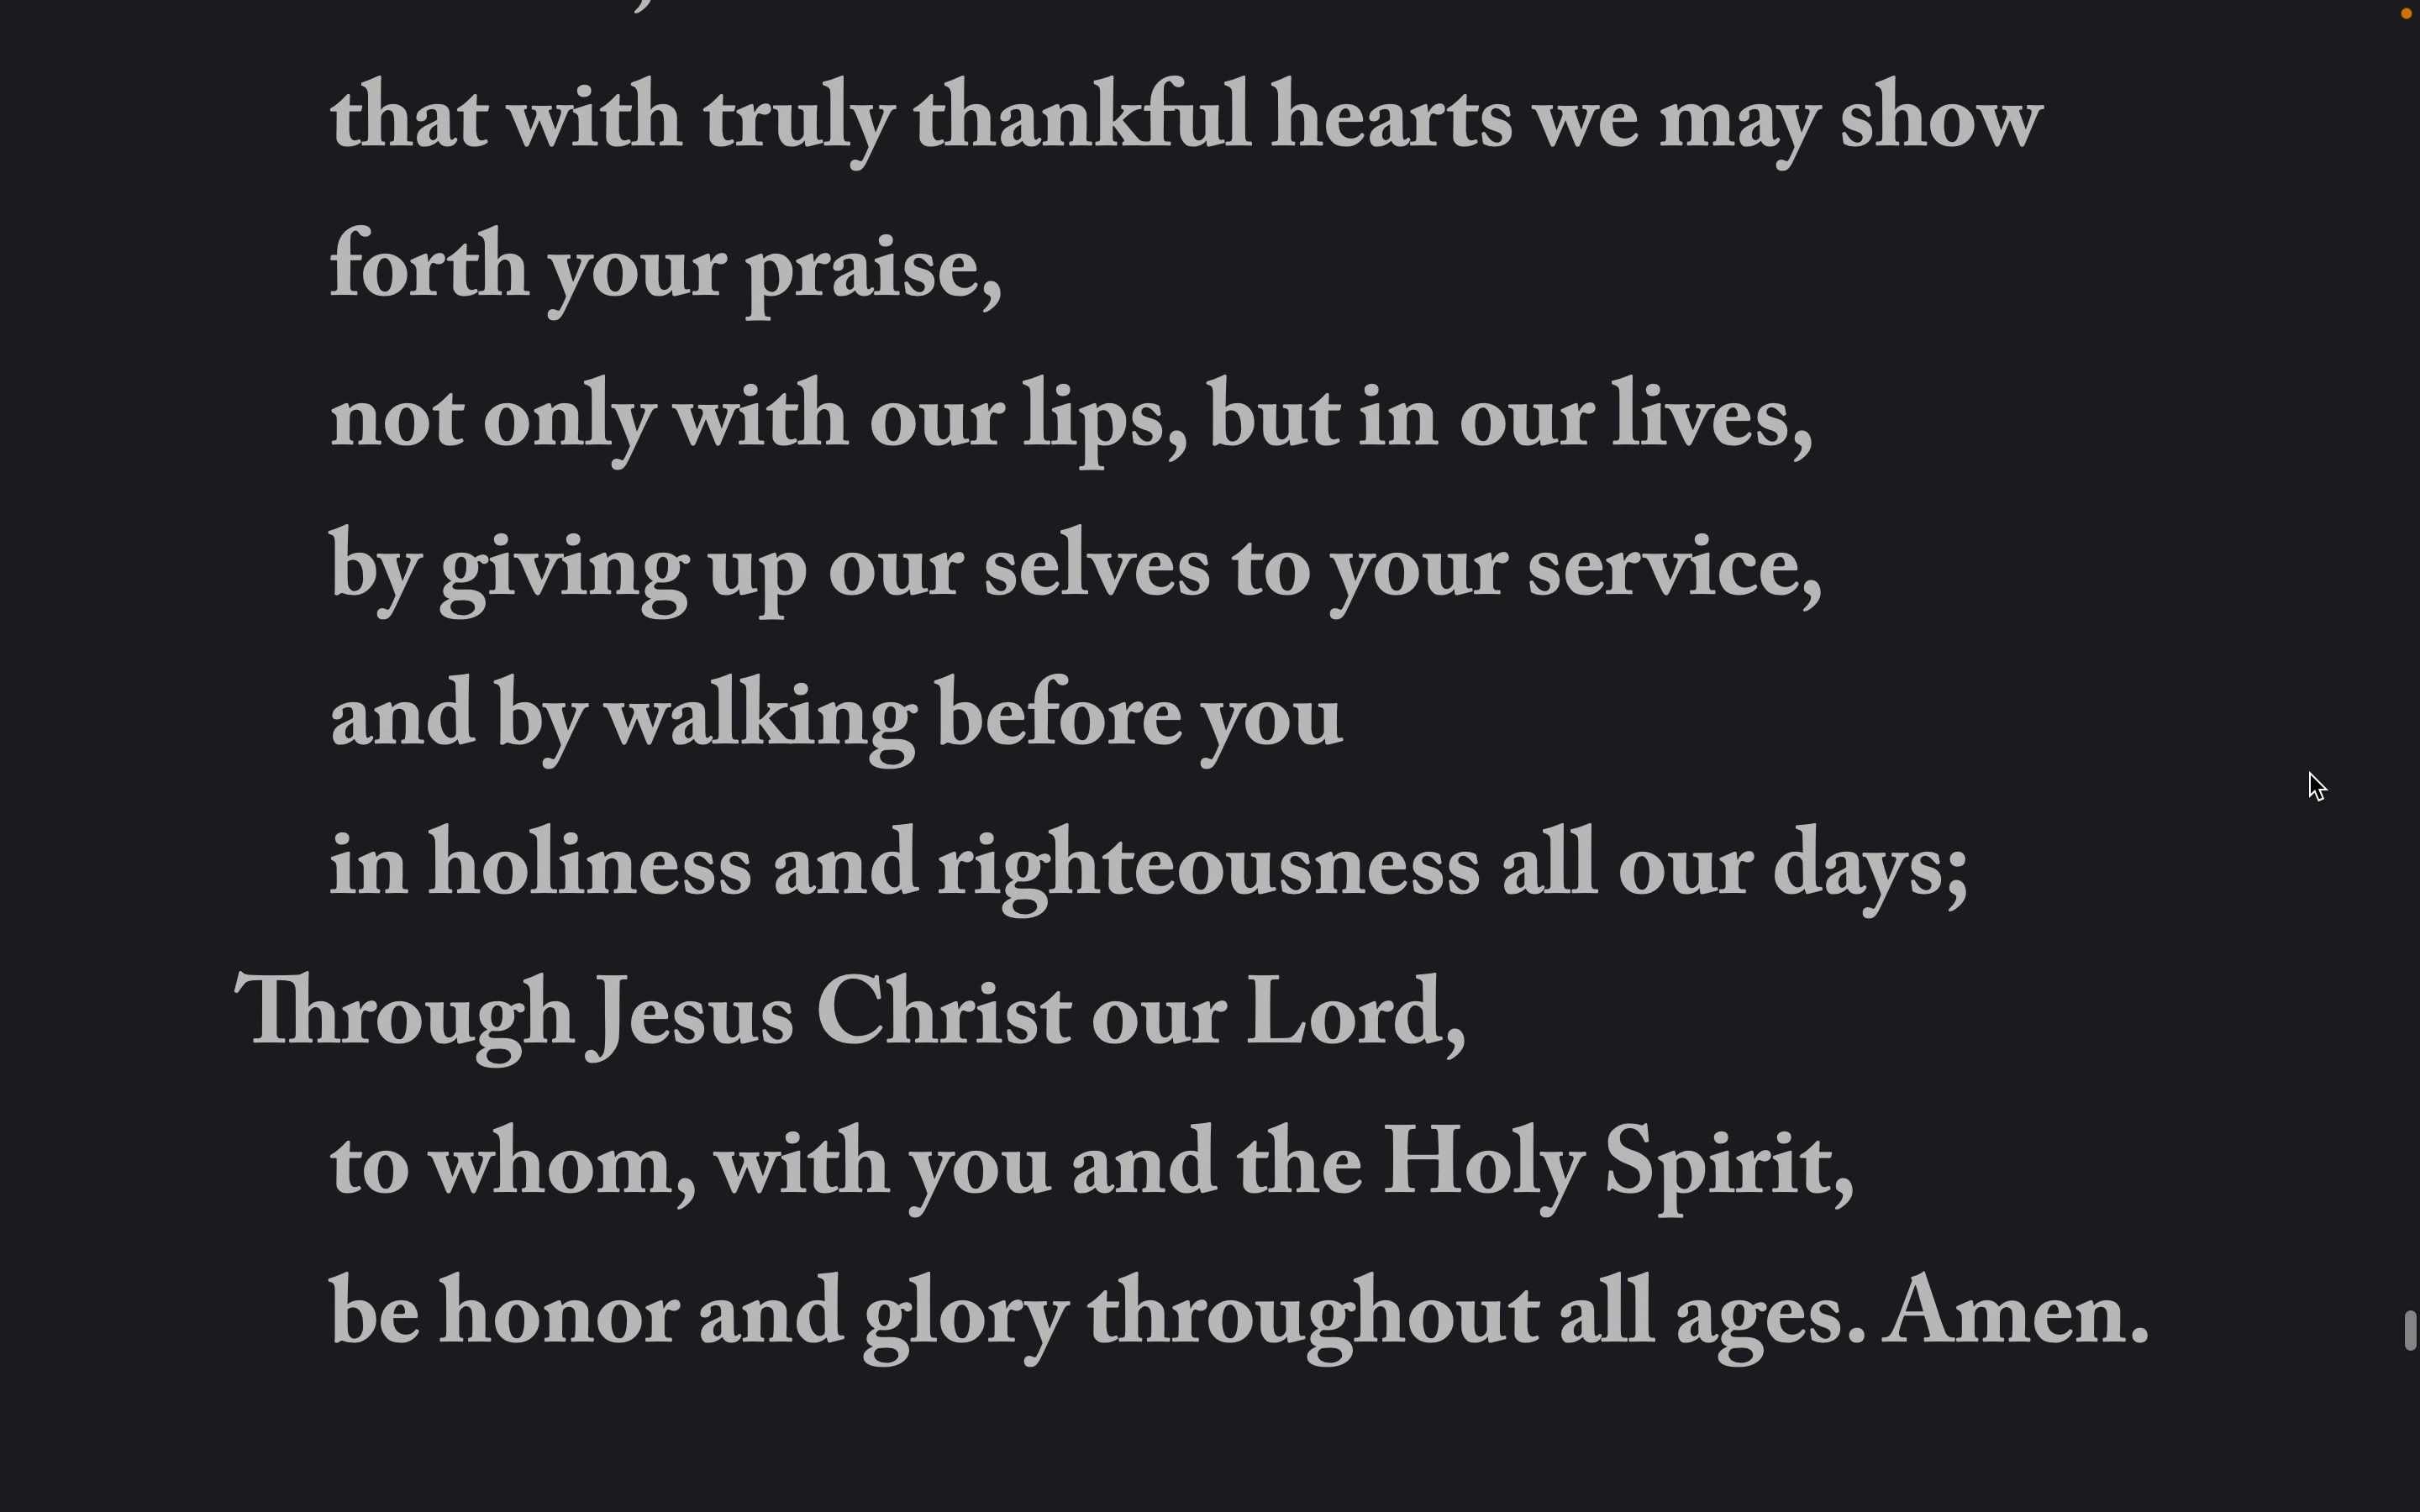 that with truly thankful hearts we may show
forth your praise,
not only with our lips, but in our lives,
by giving up our selves to your service,
and by walking before you
in holiness and righteousness all our days;
Through Jesus Christ our Lord,
to whom, with you and the Holy Spirit,
be honor and glory throughout all ages. Amen.